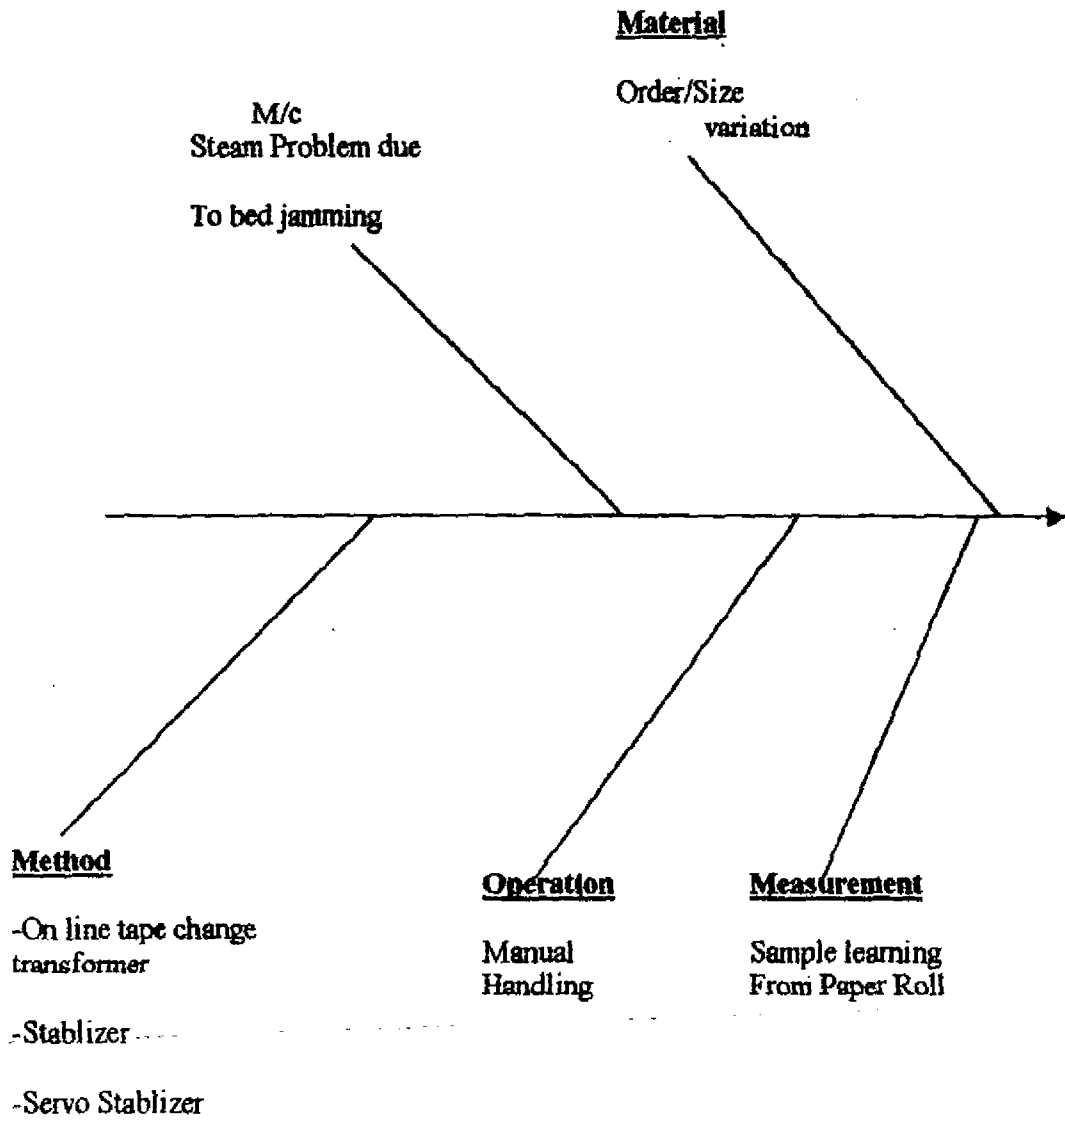 Material
Order/Size
variation
M/c
Steam Problem due
To bed jamming
Method
-On line tape change
transformer
-Stablizer
-Servo Stablizer
Operation
Manual
Handling
Measurement
Sample learning
From Paper Roll